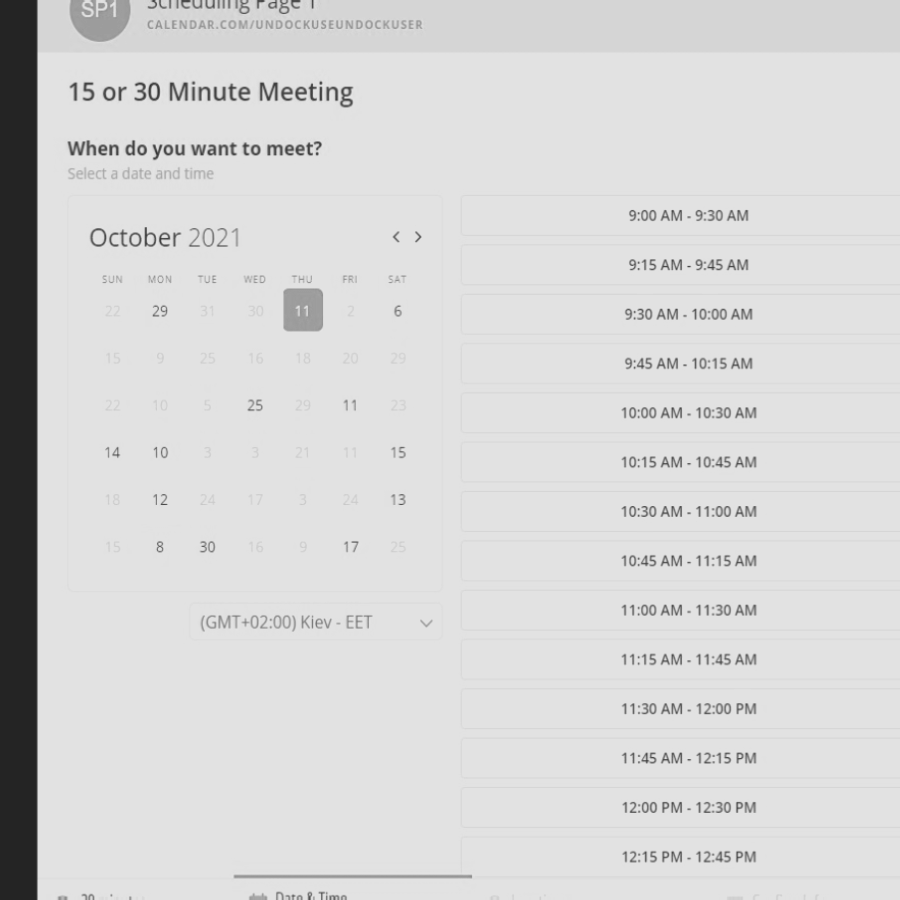 SP1 Scheduling Page 1
CALENDAR.COM/UNDOCKUSEUNDOCKUSER
15 or 30 Minute Meeting
When do you want to meet?
Select a date and time
October 2021
SUN MON TUE WED THU FRI SAT
22 29 31 30 11 2 6
15 9 25 16 18 20 29
22 10 5 25 29 11 23
14 10 3 3 21 11 15
18 12 24 17 3 24 13
15 8 30 16 9 17 25
(GMT+02:00) Kiev - EET
9:00 AM - 9:30 AM
9:15 AM - 9:45 AM
9:30 AM - 10:00 AM
9:45 AM - 10:15 AM
10:00 AM - 10:30 AM
10:15 AM - 10:45 AM
10:30 AM - 11:00 AM
10:45 AM - 11:15 AM
11:00 AM - 11:30 AM
11:15 AM - 11:45 AM
11:30 AM - 12:00 PM
11:45 AM - 12:15 PM
12:00 PM - 12:30 PM
12:15 PM - 12:45 PM
Date & Time